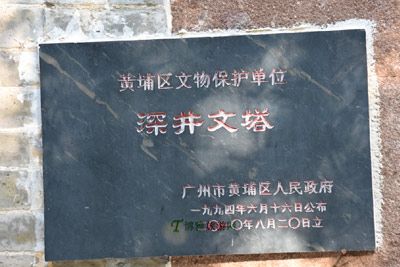 黄埔区文物保护单位
深井文塔
广州市黄埔区人民政府
一九九四年六月十六日公布
〇年八月二〇日立